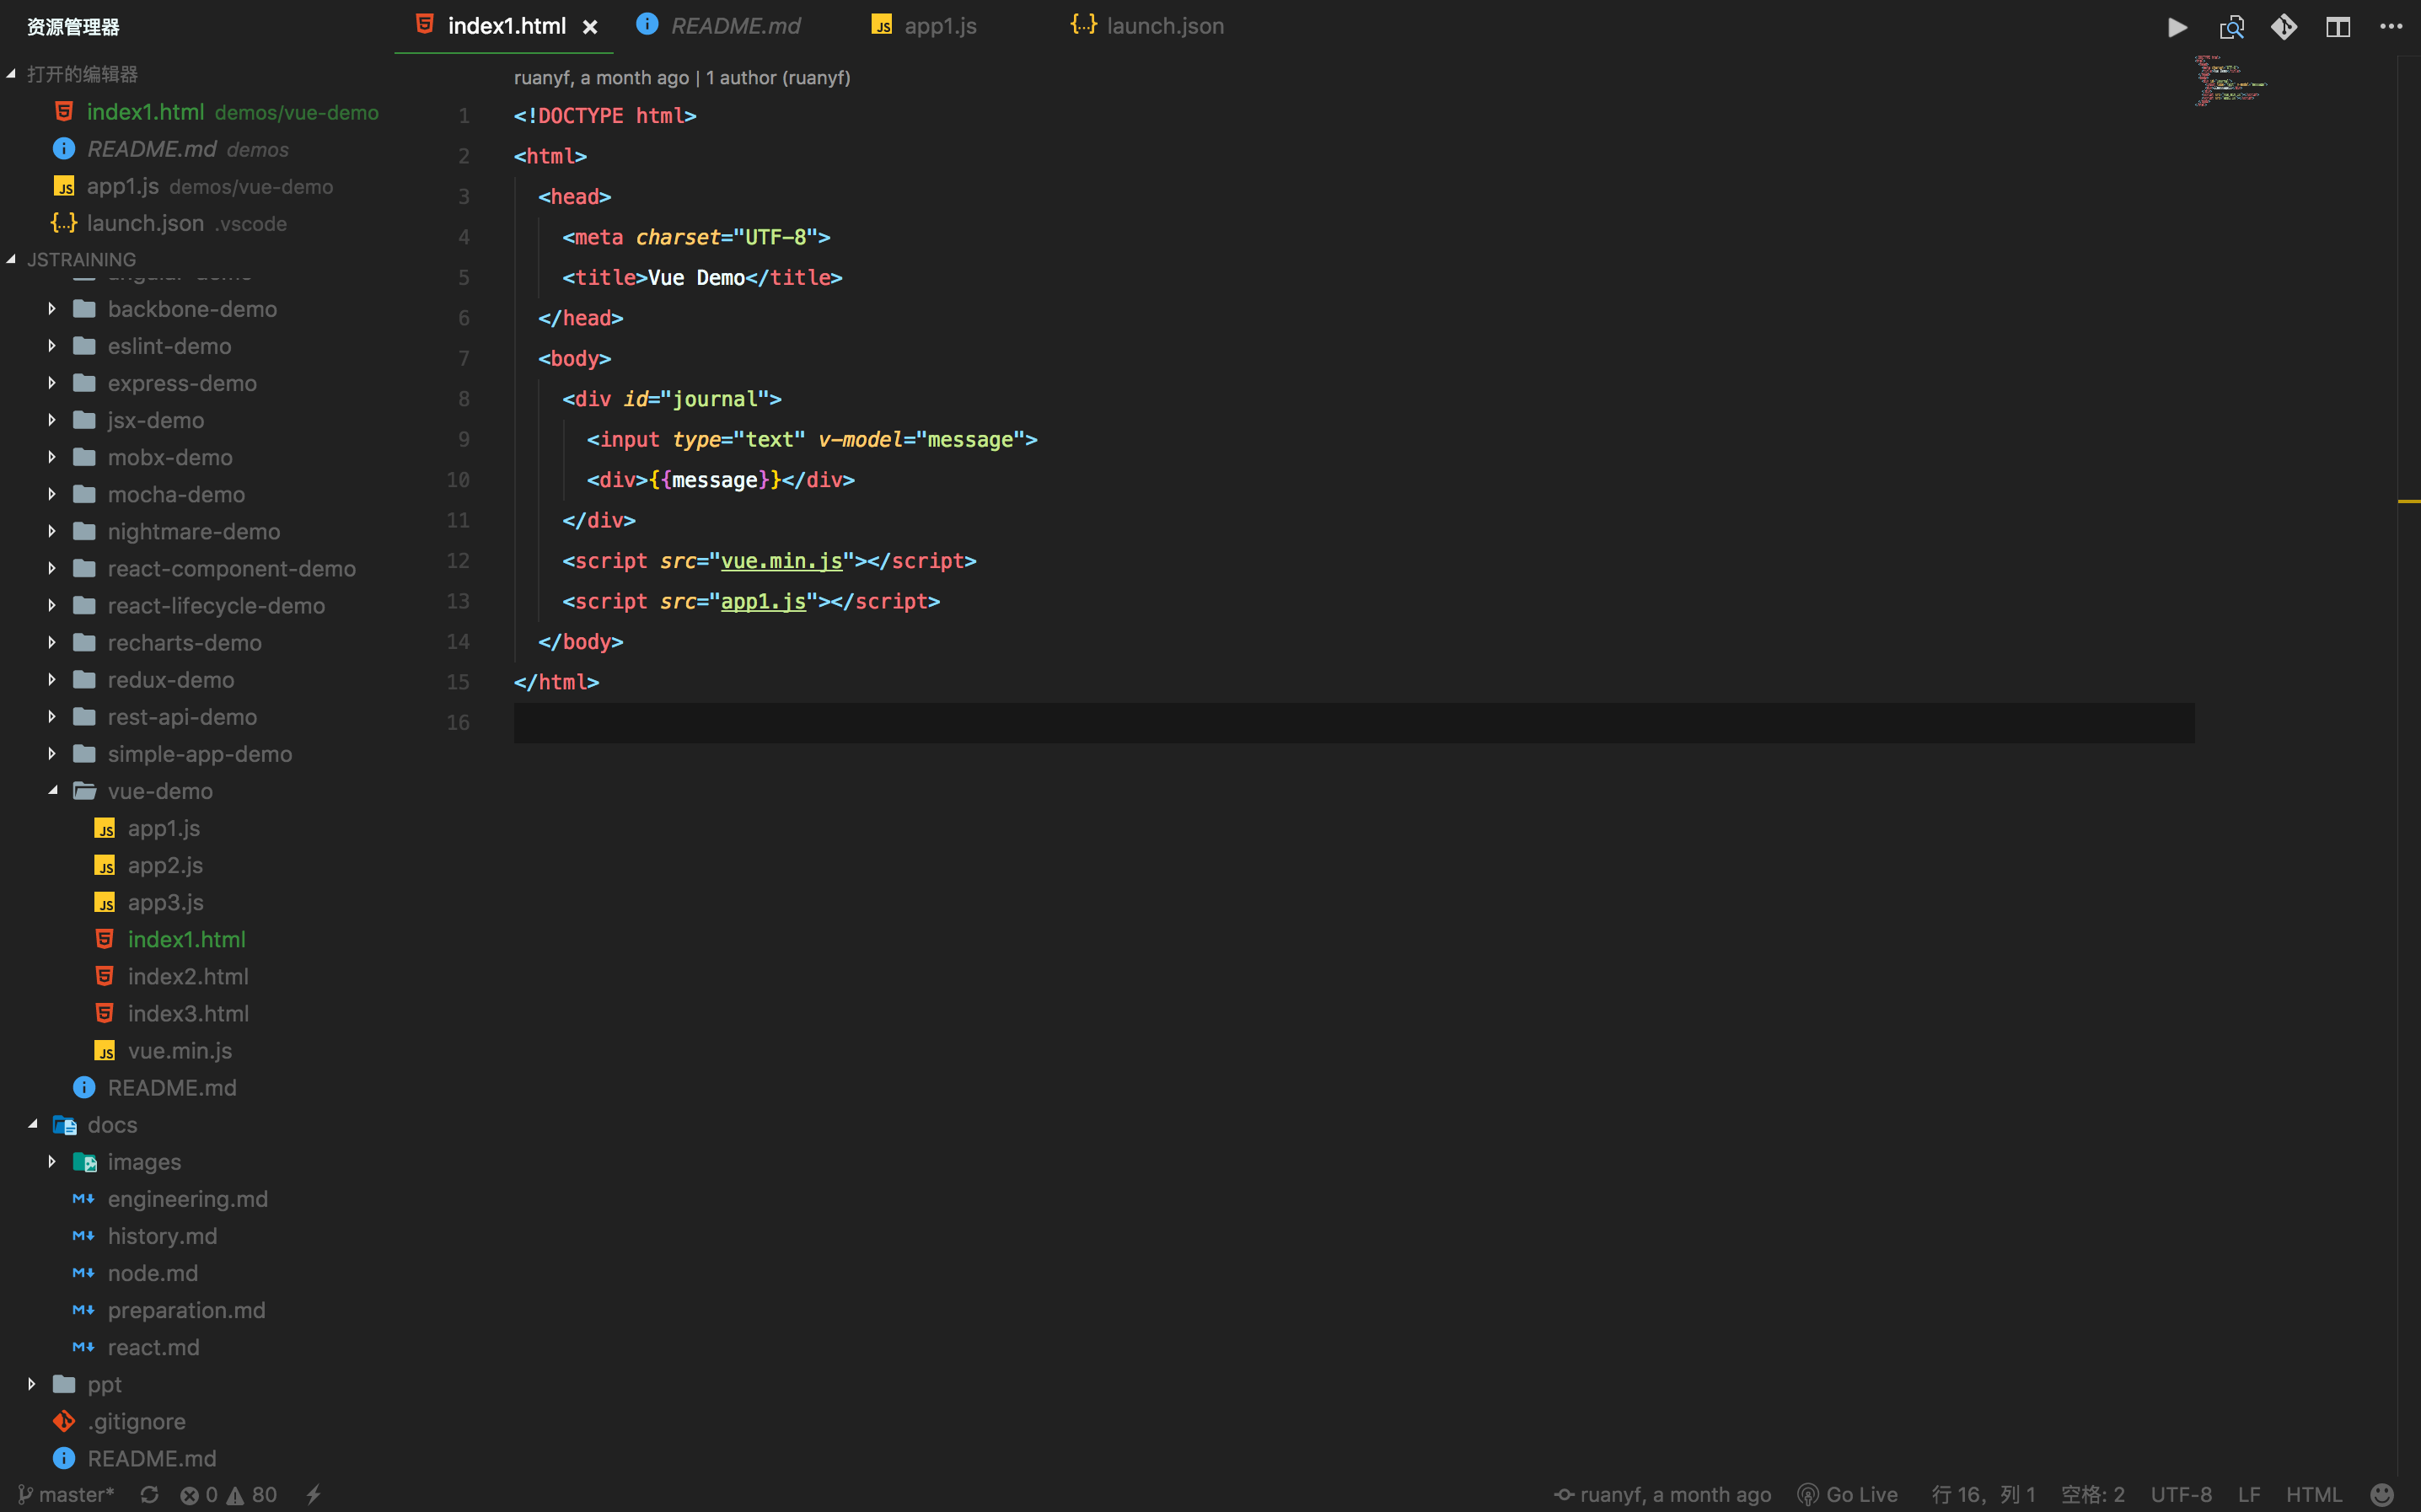 资源管理器
打开的编辑器
index1.html demos/vue-demo
README.md demos
app1.js demos/vue-demo
launch.json .vscode
JSTRAINING
angular-demo
backbone-demo
eslint-demo
express-demo
jsx-demo
mobx-demo
mocha-demo
nightmare-demo
react-component-demo
react-lifecycle-demo
recharts-demo
redux-demo
rest-api-demo
simple-app-demo
vue-demo
app1.js
app2.js
app3.js
index1.html
index2.html
index3.html
vue.min.js
README.md
docs
images
engineering.md
history.md
node.md
preparation.md
react.md
ppt
.gitignore
README.md
index1.html README.md app1.js launch.json
ruanyf, a month ago | 1 author (ruanyf)
1 <!DOCTYPE html>
2 <html>
3 <head>
4 <meta charset="UTF-8">
5 <title>Vue Demo</title>
6 </head>
7 <body>
8 <div id="journal">
9 <input type="text" v-model="message">
10 <div>{{message}}</div>
11 </div>
12 <script src="vue.min.js"></script>
13 <script src="app1.js"></script>
14 </body>
15 </html>
16
master* 0 80 ruanyf, a month ago Go Live 行 16，列 1 空格: 2 UTF-8 LF HTML